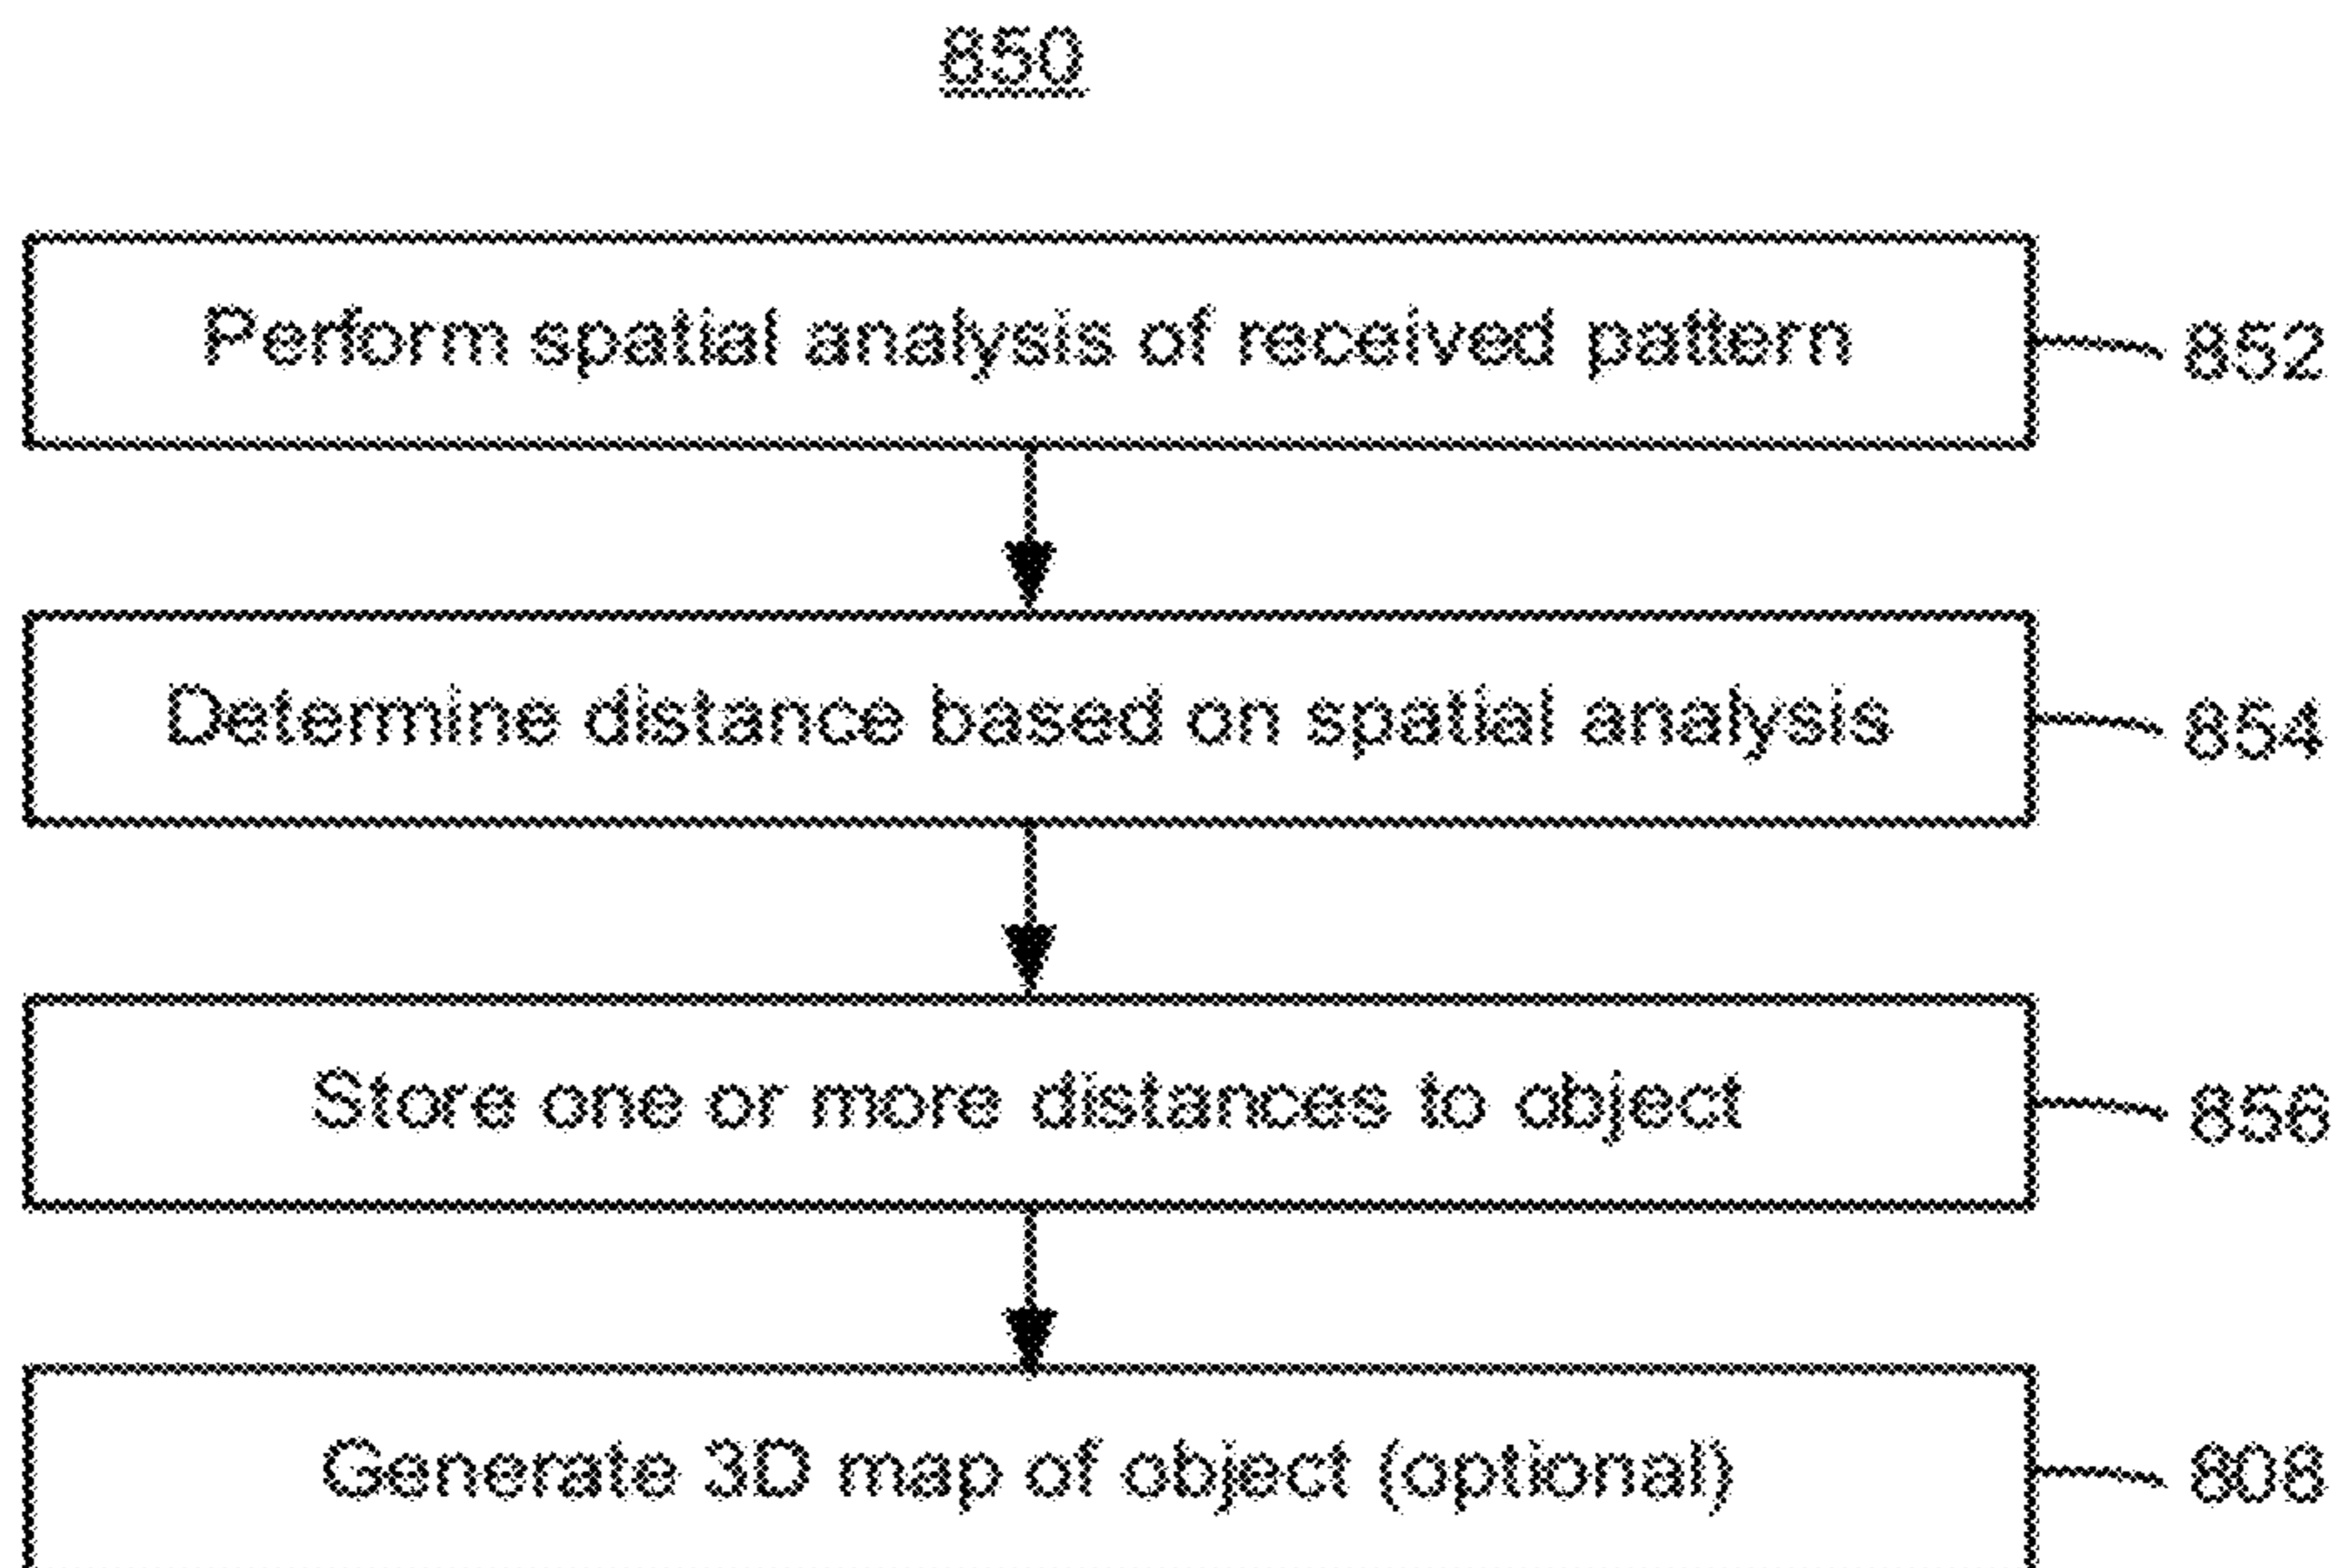 850
Perform spatial analysis of received pattern
852
Determine distance based on spatial analysis
854
Store one or more distances to object
856
Generate 3D map of object (optional)
808